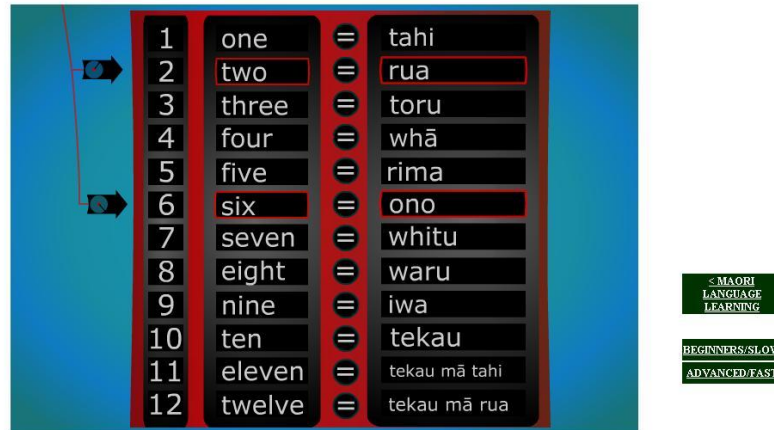 1 one = tahi
2 two = rua
3 three = toru
4 four = whā
5 five = rima
6 six = ono
7 seven = whitu
8 eight = waru
9 nine = iwa
10 ten = tekau
11 eleven = tekau mā tahi
12 twelve = tekau mā rua
< MAORI
LANGUAGE
LEARNING
BEGINNERS/SLOW
ADVANCED/FAST